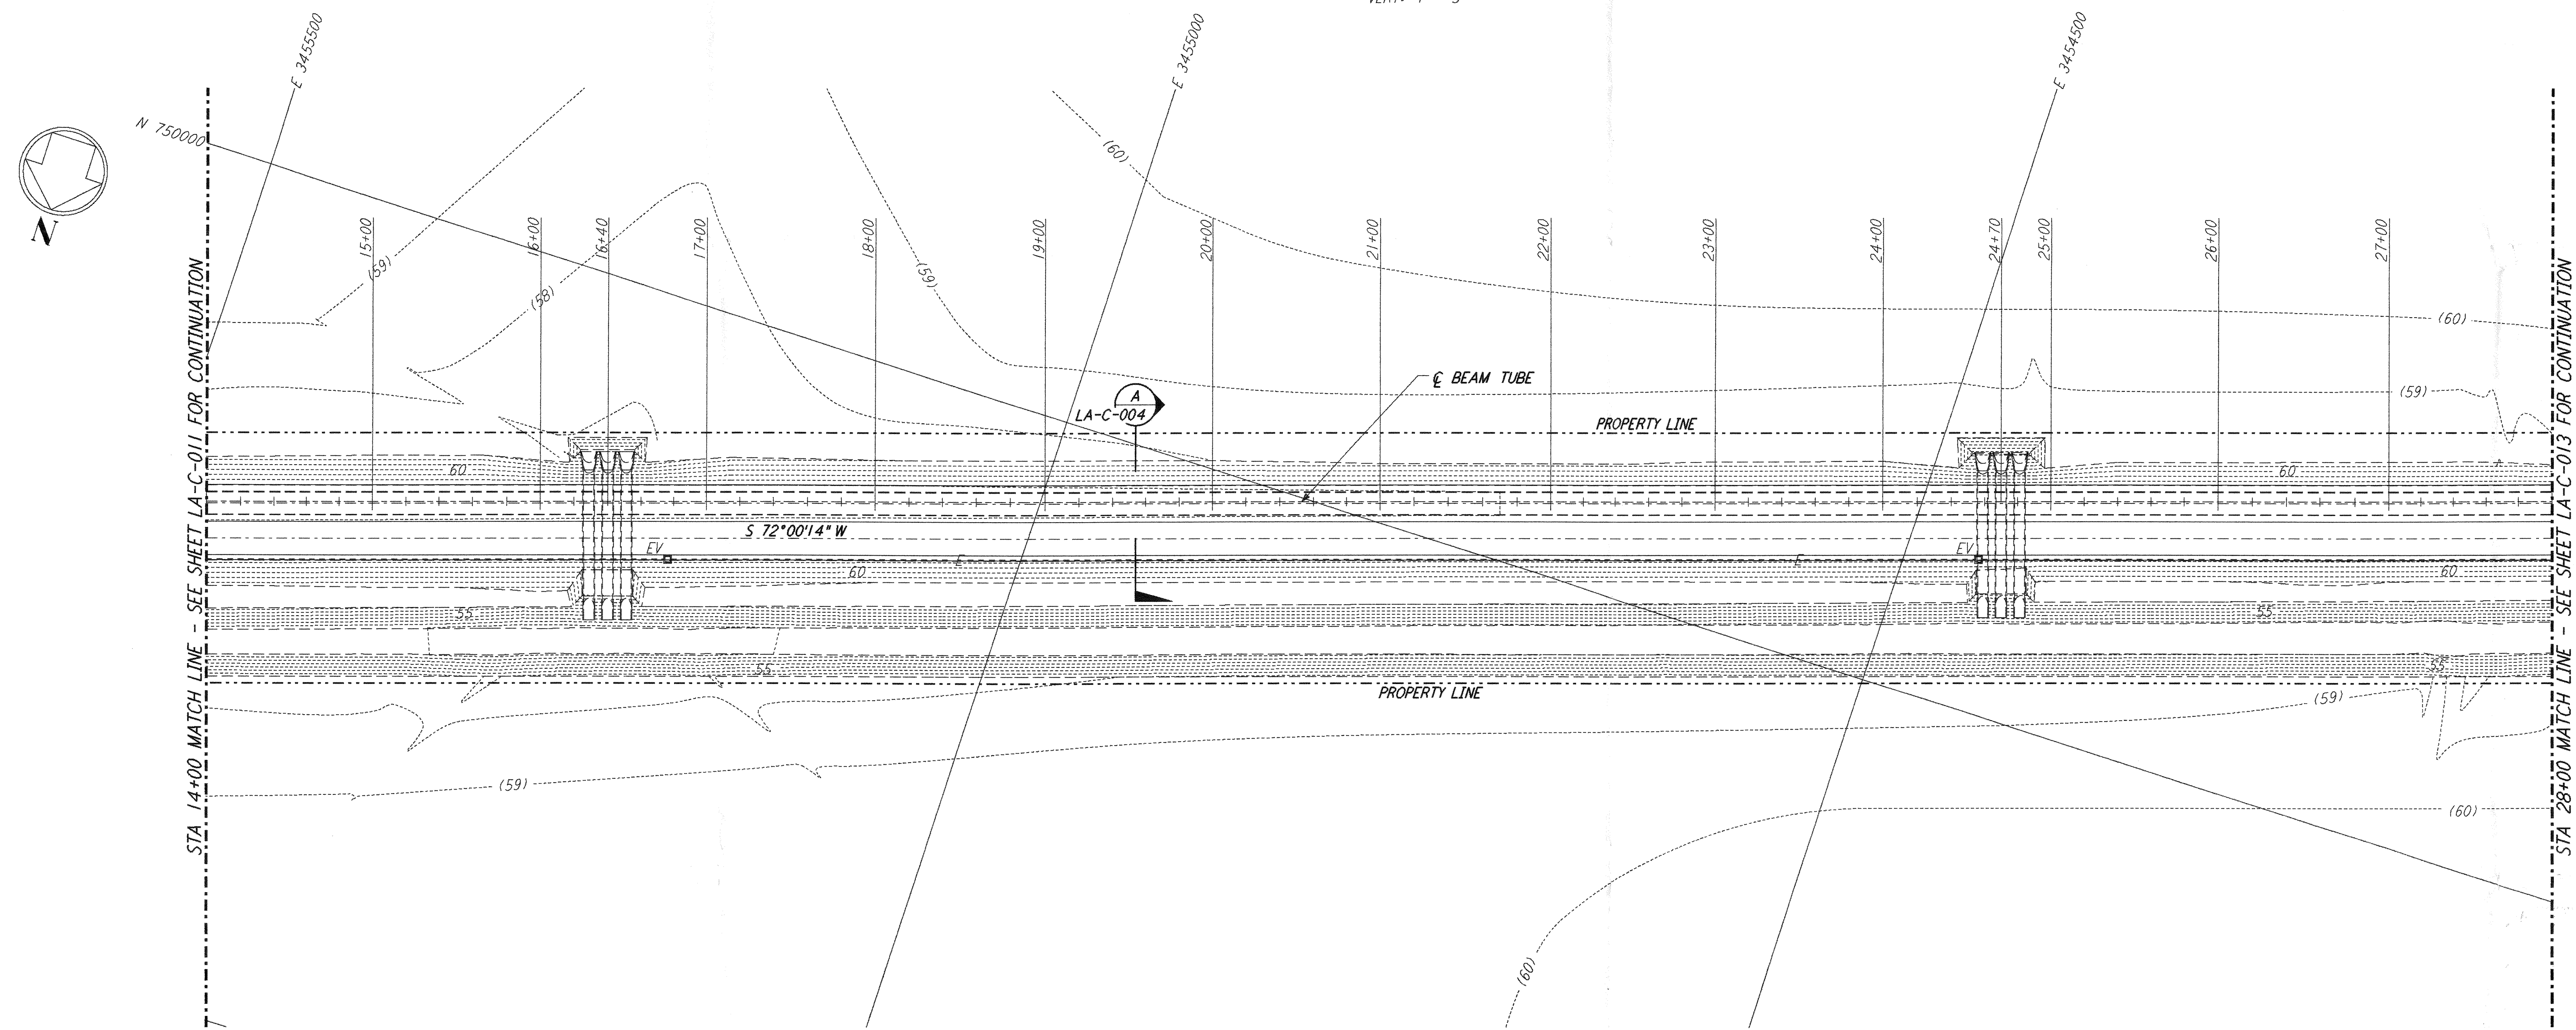 E 3455500
E 3455000
E 3454500
N 750000
N
(60)
15+00
16+00
16+40
17+00
18+00
19+00
20+00
21+00
22+00
23+00
24+00
24+70
25+00
26+00
27+00
(59)
(58)
(59)
(60)
(59)
℄ BEAM TUBE
A
LA-C-004
PROPERTY LINE
60
60
S 72°00'14" W
EV
E
E
EV
60
60
55
55
55
55
PROPERTY LINE
(59)
(59)
(60)
(60)
STA 14+00 MATCH LINE - SEE SHEET LA-C-011 FOR CONTINUATION
STA 28+00 MATCH LINE - SEE SHEET LA-C-013 FOR CONTINUATION